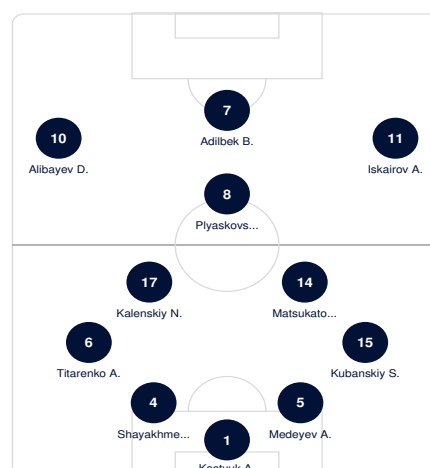 7
Adilbek B.
10
Alibayev D.
11
Iskairov A.
8
Plyaskovs...
17
Kalenskiy N.
14
Matsukato...
6
Titarenko A.
15
Kubanskiy S.
4
Shayakhme...
5
Medeyev A.
1
Kostyuk A.